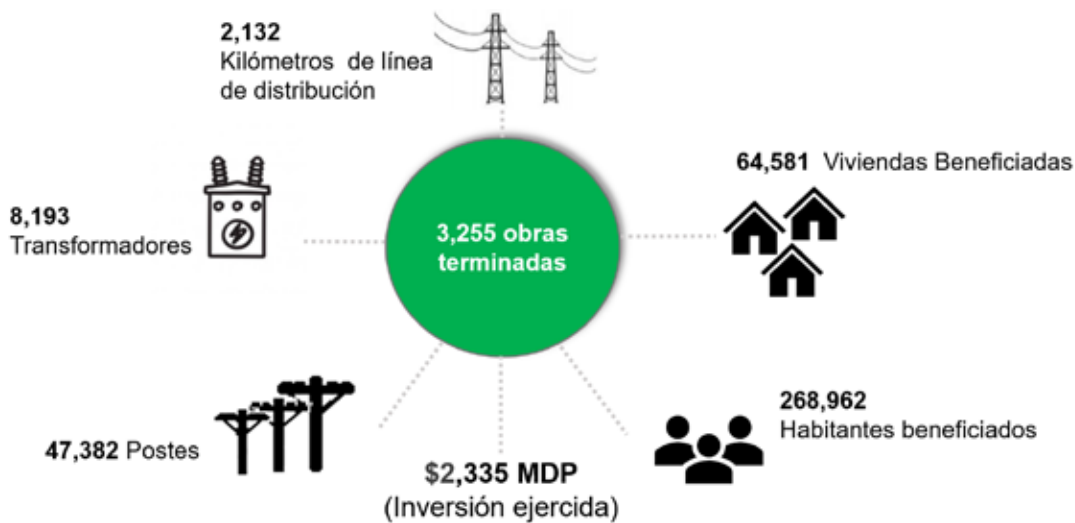 2,132
Kilómetros de línea
de distribución
64,581 Viviendas Beneficiadas
8,193
Transformadores
3,255 obras
terminadas
268,962
Habitantes beneficiados
47,382 Postes
$2,335 MDP
(Inversión ejercida)